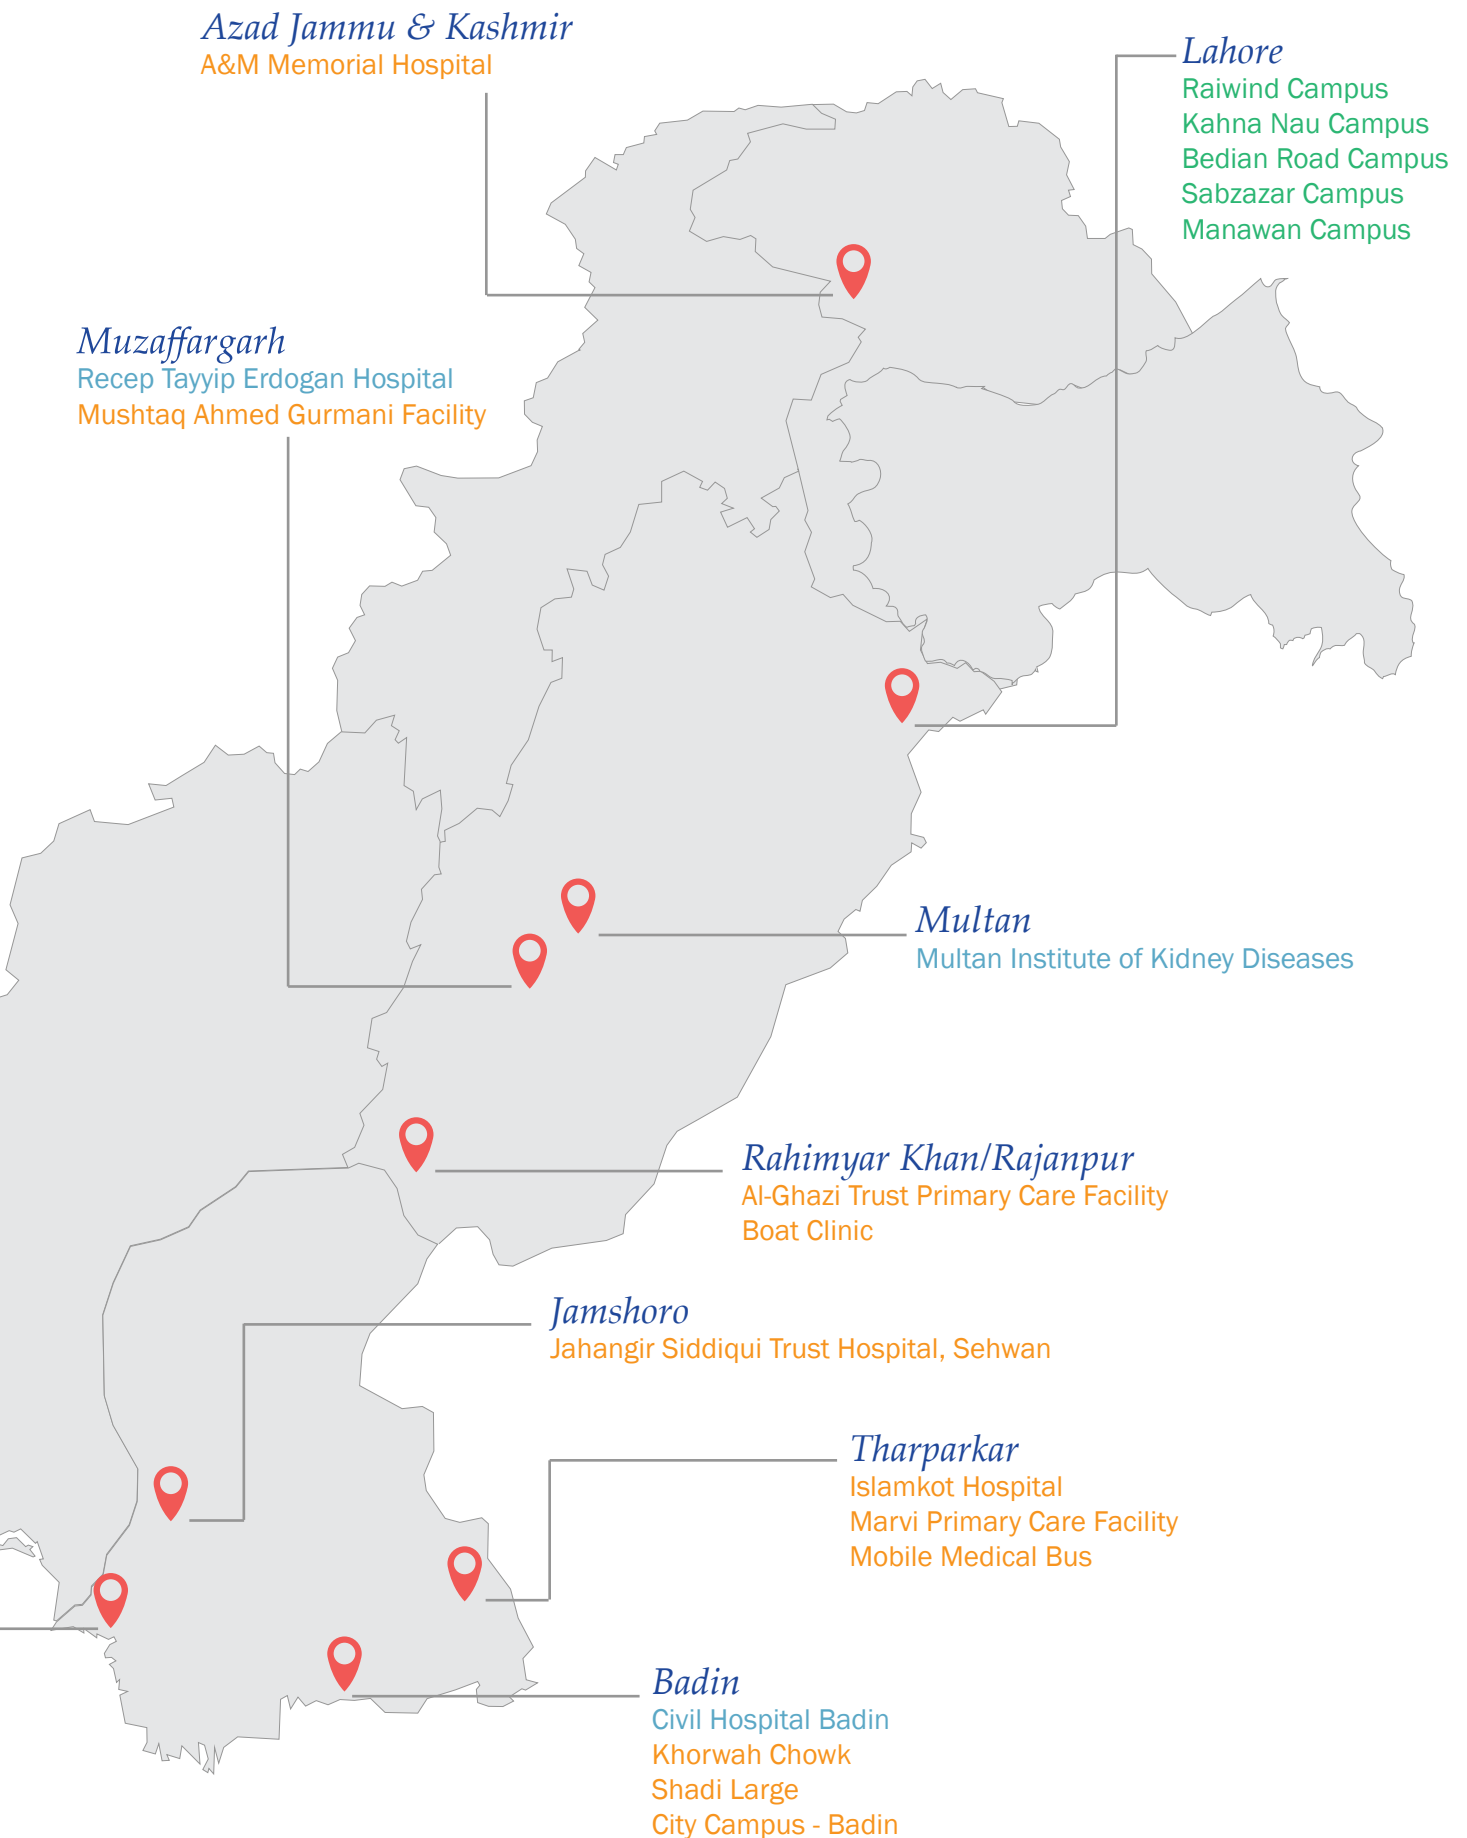 Azad Jammu & Kashmir
A&M Memorial Hospital
Lahore
Raiwind Campus
Kahna Nau Campus
Bedian Road Campus
Sabzazar Campus
Manawan Campus
Muzaffargarh
Recep Tayyip Erdogan Hospital
Mushtaq Ahmed Gurmani Facility
Multan
Multan Institute of Kidney Diseases
Rahimyar Khan/Rajanpur
Al-Ghazi Trust Primary Care Facility
Boat Clinic
Jamshoro
Jahangir Siddiqui Trust Hospital, Sehwan
Tharparkar
Islamkot Hospital
Marvi Primary Care Facility
Mobile Medical Bus
Badin
Civil Hospital Badin
Khorwah Chowk
Shadi Large
City Campus - Badin